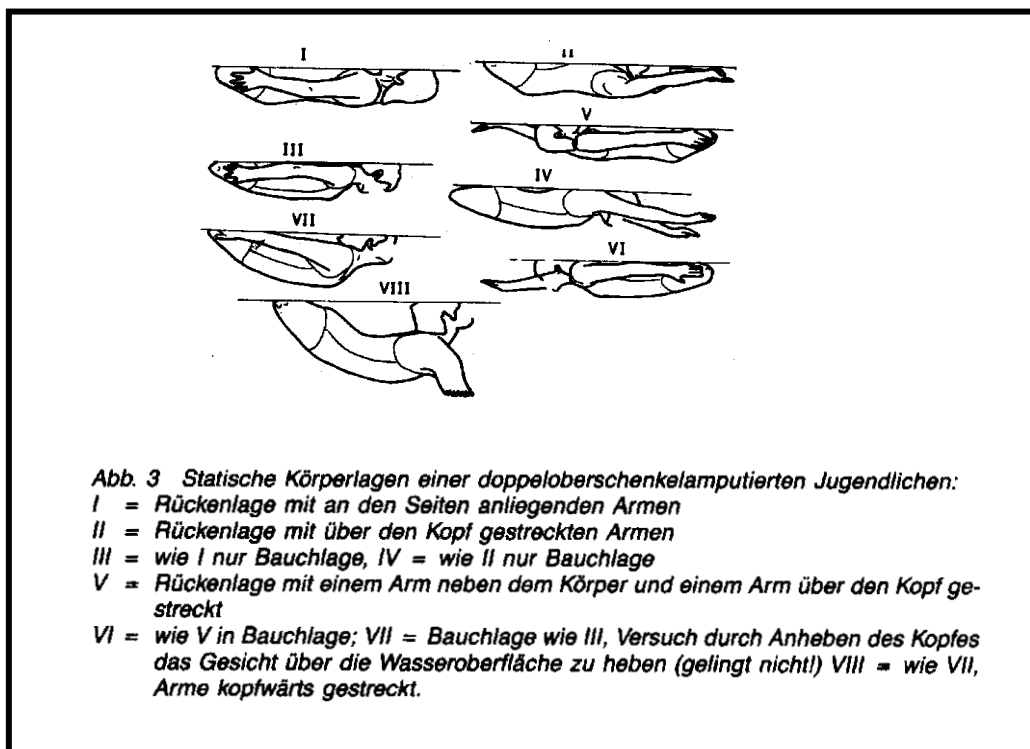 I
II
V
III
IV
VII
VI
VIII
Abb. 3 Statische Körperlagen einer doppeloberschenkelamputierten Jugendlichen:
I = Rückenlage mit an den Seiten anliegenden Armen
II = Rückenlage mit über den Kopf gestreckten Armen
III = wie I nur Bauchlage, IV = wie II nur Bauchlage
V = Rückenlage mit einem Arm neben dem Körper und einem Arm über den Kopf ge-
streckt
VI = wie V in Bauchlage; VII = Bauchlage wie III, Versuch durch Anheben des Kopfes
das Gesicht über die Wasseroberfläche zu heben (gelingt nicht!) VIII = wie VII,
Arme kopfwärts gestreckt.